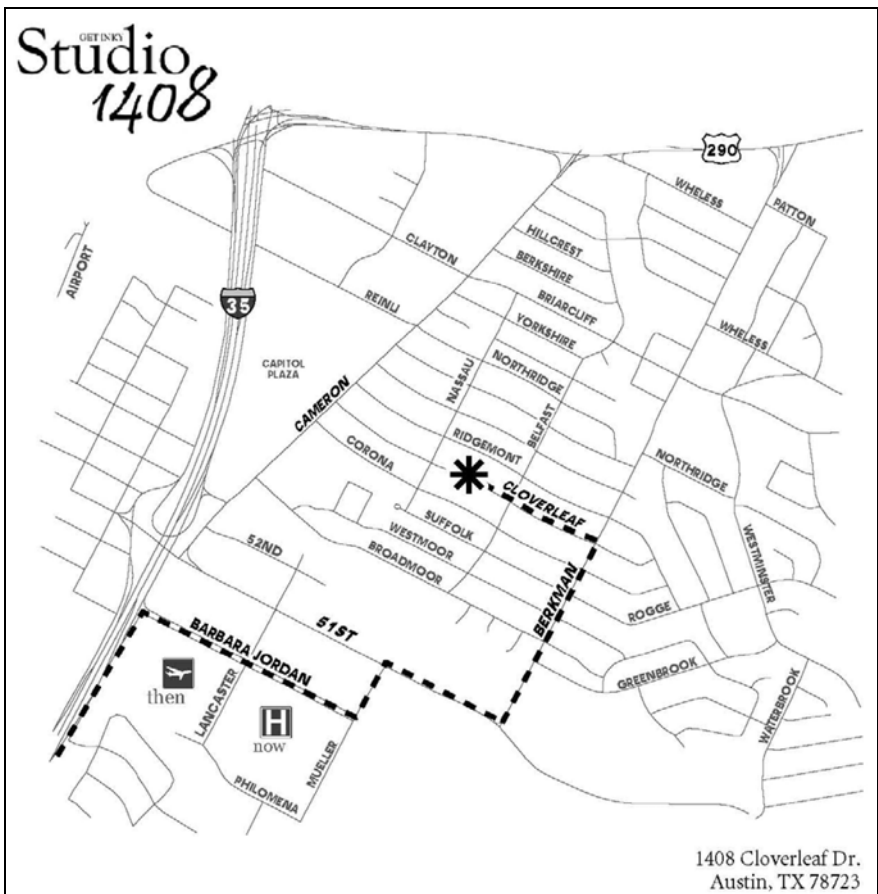 GET INKY
Studio
1408
290
WHELESS
PATTON
HILLCREST
CLAYTON
BERKSHIRE
AIRPORT
BRIARCLIFF
35
REINLI
YORKSHIRE
WHELESS
CAPITOL
PLAZA
NASSAU
NORTHRIDGE
CAMERON
BELFAST
RIDGEMONT
CORONA
NORTHRIDGE
CLOVERLEAF
SUFFOLK
WESTMOOR
52ND
BROADMOOR
WESTMINSTER
BERKMAN
ROGGE
BARBARA JORDAN
51ST
GREENBROOK
then
LANCASTER
WATERBROOK
H
now
MUELLER
PHILOMENA
1408 Cloverleaf Dr.
Austin, TX 78723